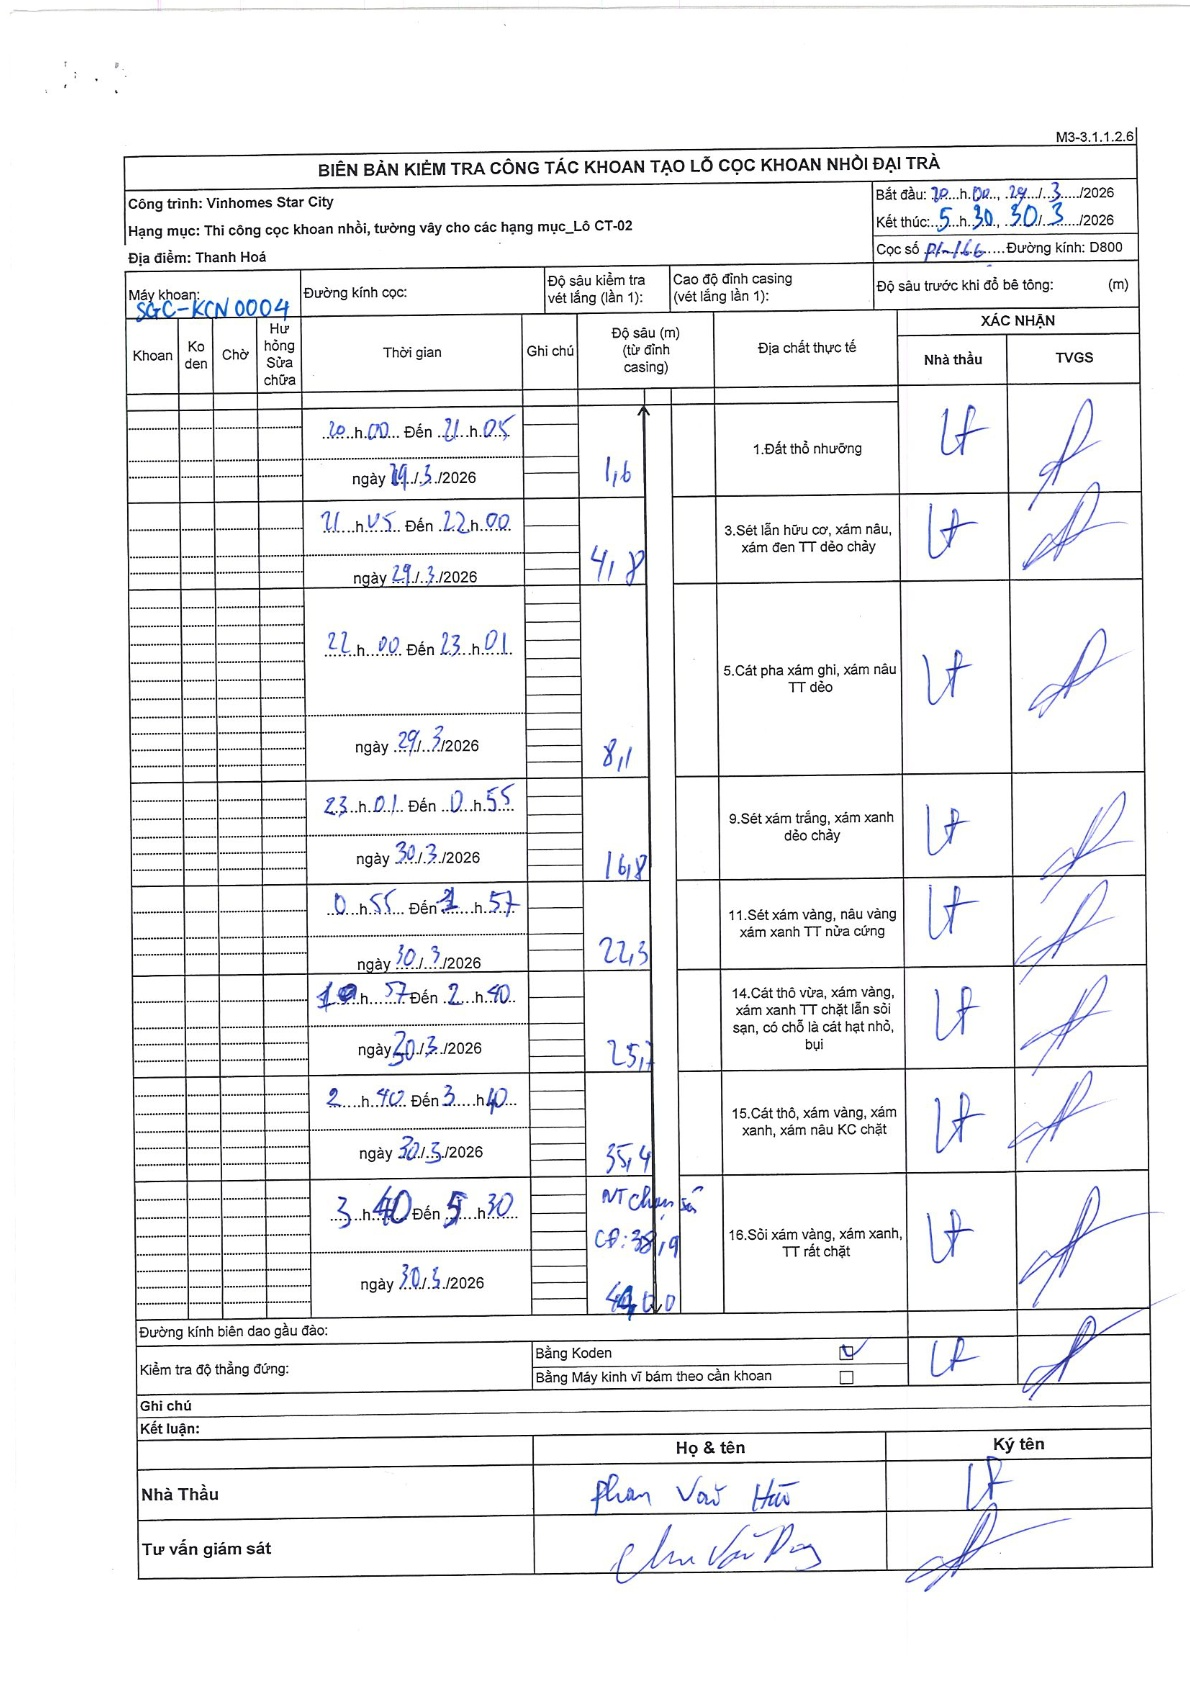 M3-3.1.1.2.6
BIÊN BẢN KIỂM TRA CÔNG TÁC KHOAN TẠO LỖ CỌC KHOAN NHỒI ĐẠI TRÀ
Công trình: Vinhomes Star City
Hạng mục: Thi công cọc khoan nhồi, tường vây cho các hạng mục_Lô CT-02
Địa điểm: Thanh Hoá
Bắt đầu: 20 h 00, 29/3/2026
Kết thúc: 5 h 30, 30/3/2026
Cọc số P1-166 Đường kính: D800
Máy khoan: SGC-KCN0004
Đường kính cọc:
Độ sâu kiểm tra vét lắng (lần 1):
Cao độ đỉnh casing (vét lắng lần 1):
Độ sâu trước khi đổ bê tông: (m)
Khoan Ko den Chờ Hư hỏng Sửa chữa Thời gian Ghi chú Độ sâu (m) (từ đỉnh casing) Địa chất thực tế XÁC NHẬN
Nhà thầu TVGS
20 h 00 Đến 21 h 05
ngày 29/3/2026
1,6
1.Đất thổ nhưỡng
21 h 05 Đến 22 h 00
ngày 29/3/2026
4,8
3.Sét lẫn hữu cơ, xám nâu, xám đen TT dẻo chảy
22 h 00 Đến 23 h 01
ngày 29/3/2026
8,1
5.Cát pha xám ghi, xám nâu TT dẻo
23 h 01 Đến 0 h 55
ngày 30/3/2026
16,8
9.Sét xám trắng, xám xanh dẻo chảy
0 h 55 Đến 1 h 57
ngày 30/3/2026
22,3
11.Sét xám vàng, nâu vàng xám xanh TT nửa cứng
1 h 57 Đến 2 h 40
ngày 30/3/2026
25,7
14.Cát thô vừa, xám vàng, xám xanh TT chặt lẫn sỏi sạn, có chỗ là cát hạt nhỏ, bụi
2 h 40 Đến 3 h 40
ngày 30/3/2026
35,4
15.Cát thô, xám vàng, xám xanh, xám nâu KC chặt
3 h 40 Đến 5 h 30
ngày 30/3/2026
NT chạm sỏi
CĐ: 38,9
16.Sỏi xám vàng, xám xanh, TT rất chặt
Đường kính biên dao gầu đào:
Kiểm tra độ thẳng đứng:
Bằng Koden
Bằng Máy kinh vĩ bám theo cần khoan
Ghi chú
Kết luận:
Họ & tên Ký tên
Nhà Thầu Phan Văn
Tư vấn giám sát Chu Văn